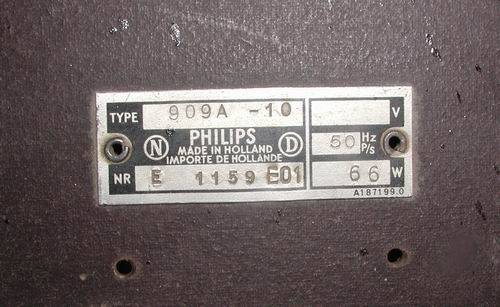 TYPE 909A -10 V
N PHILIPS D 50 Hz P/s
MADE IN HOLLAND
IMPORTE DE HOLLANDE
NR E 1159 E01 66 W
A187199.0